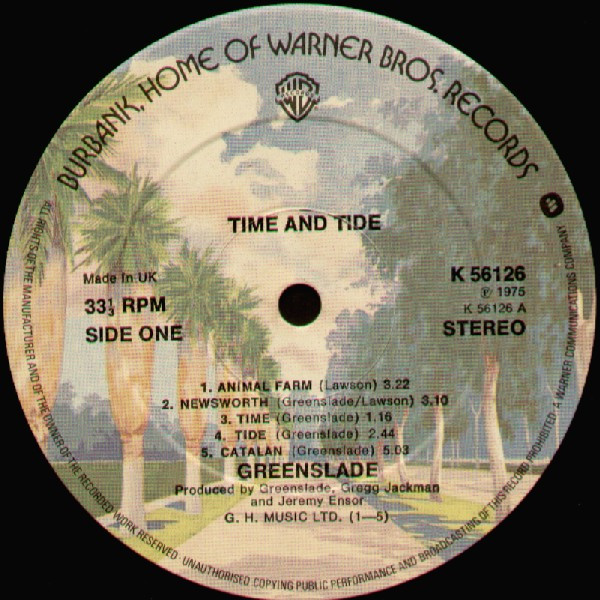 BURBANK, HOME OF WARNER BROS. RECORDS
TIME AND TIDE
Made in UK
33⅓ RPM
SIDE ONE
K 56126
Ⓟ 1975
K 56126 A
STEREO
1. ANIMAL FARM (Lawson) 3.22
2. NEWSWORTH (Greenslade/Lawson) 3.10
3. TIME (Greenslade) 1.16
4. TIDE (Greenslade) 2.44
5. CATALAN (Greenslade) 5.03
GREENSLADE
Produced by Greenslade, Gregg Jackman
and Jeremy Ensor
G. H. MUSIC LTD. (1—5)
ALL RIGHTS OF THE MANUFACTURER AND OF THE OWNER OF THE RECORDED WORK RESERVED · UNAUTHORISED COPYING PUBLIC PERFORMANCE AND BROADCASTING OF THIS RECORD PROHIBITED · A WARNER COMMUNICATIONS COMPANY